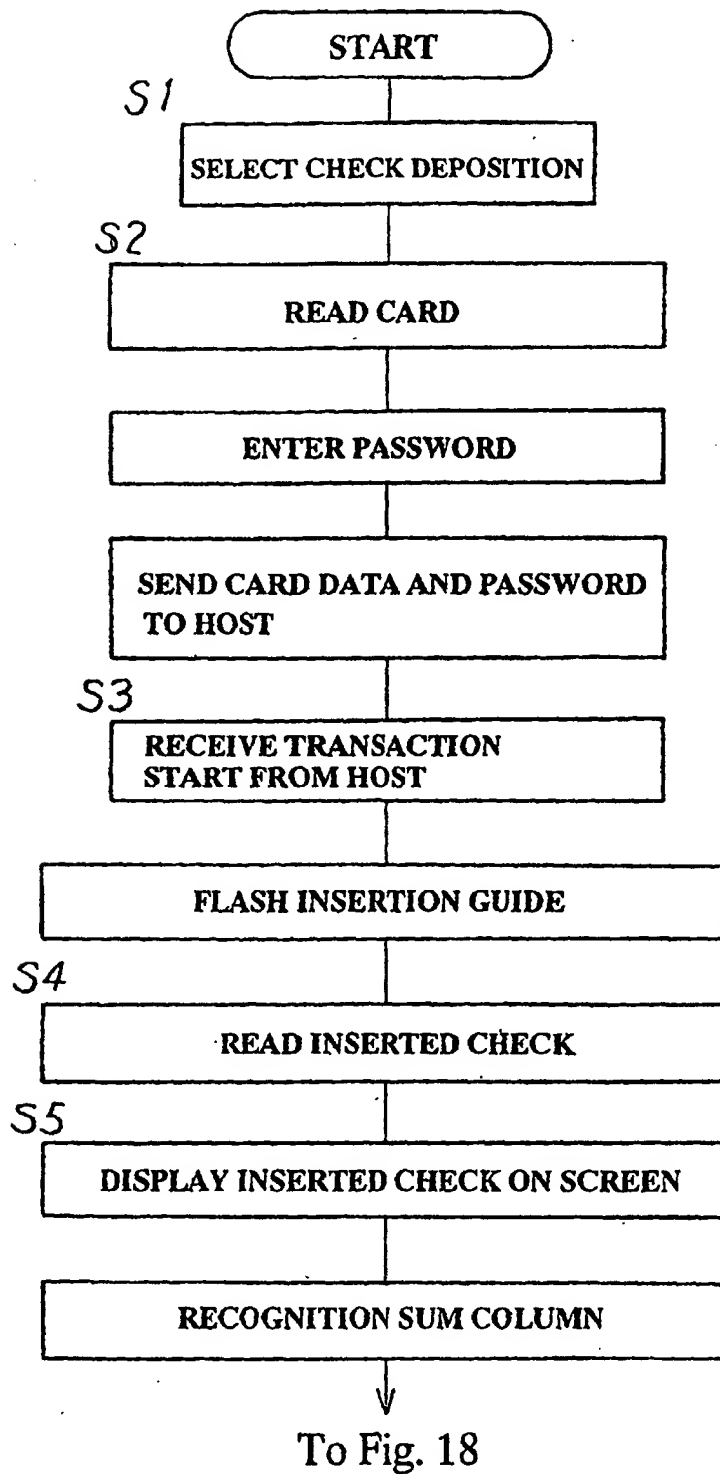 START
S1
SELECT CHECK DEPOSITION
S2
READ CARD
ENTER PASSWORD
SEND CARD DATA AND PASSWORD
TO HOST
S3
RECEIVE TRANSACTION
START FROM HOST
FLASH INSERTION GUIDE
S4
READ INSERTED CHECK
S5
DISPLAY INSERTED CHECK ON SCREEN
RECOGNITION SUM COLUMN
To Fig. 18